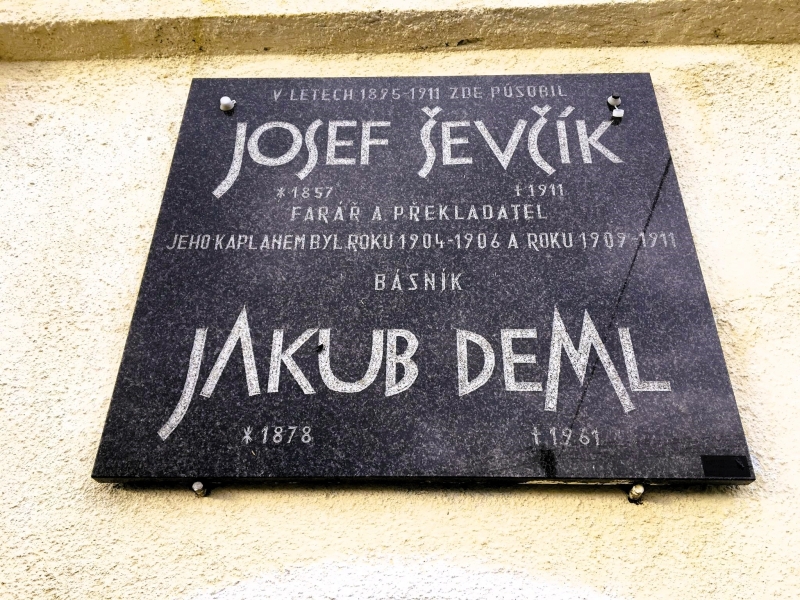 V LETECH 1895-1911 ZDE PŮSOBIL
JOSEF ŠEVČÍK
*1857 †1911
FARÁŘ A PŘEKLADATEL
JEHO KAPLANEM BYL ROKU 1904-1906 A ROKU 1909-1911
BÁSNÍK
JAKUB DEML
*1878 †1961